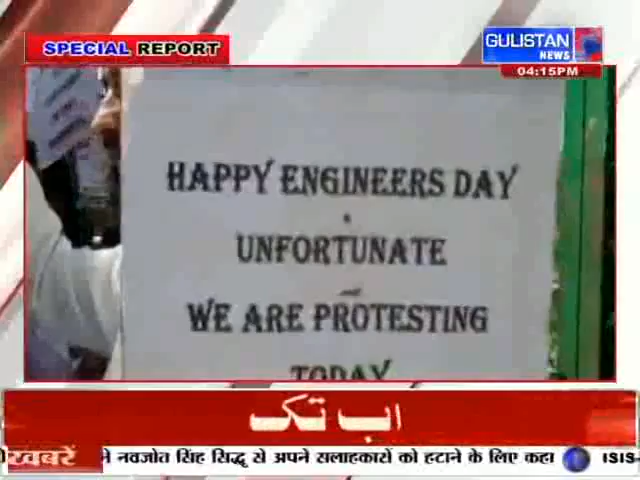 SPECIAL REPORT
GULISTAN
NEWS
04:15PM
HAPPY ENGINEERS DAY
UNFORTUNATE
WE ARE PROTESTING
TODAY
اب تک
खबरें ने नवजोत सिंह सिद्धू से अपने सलाहकारों को हटाने के लिए कहा ISIS-